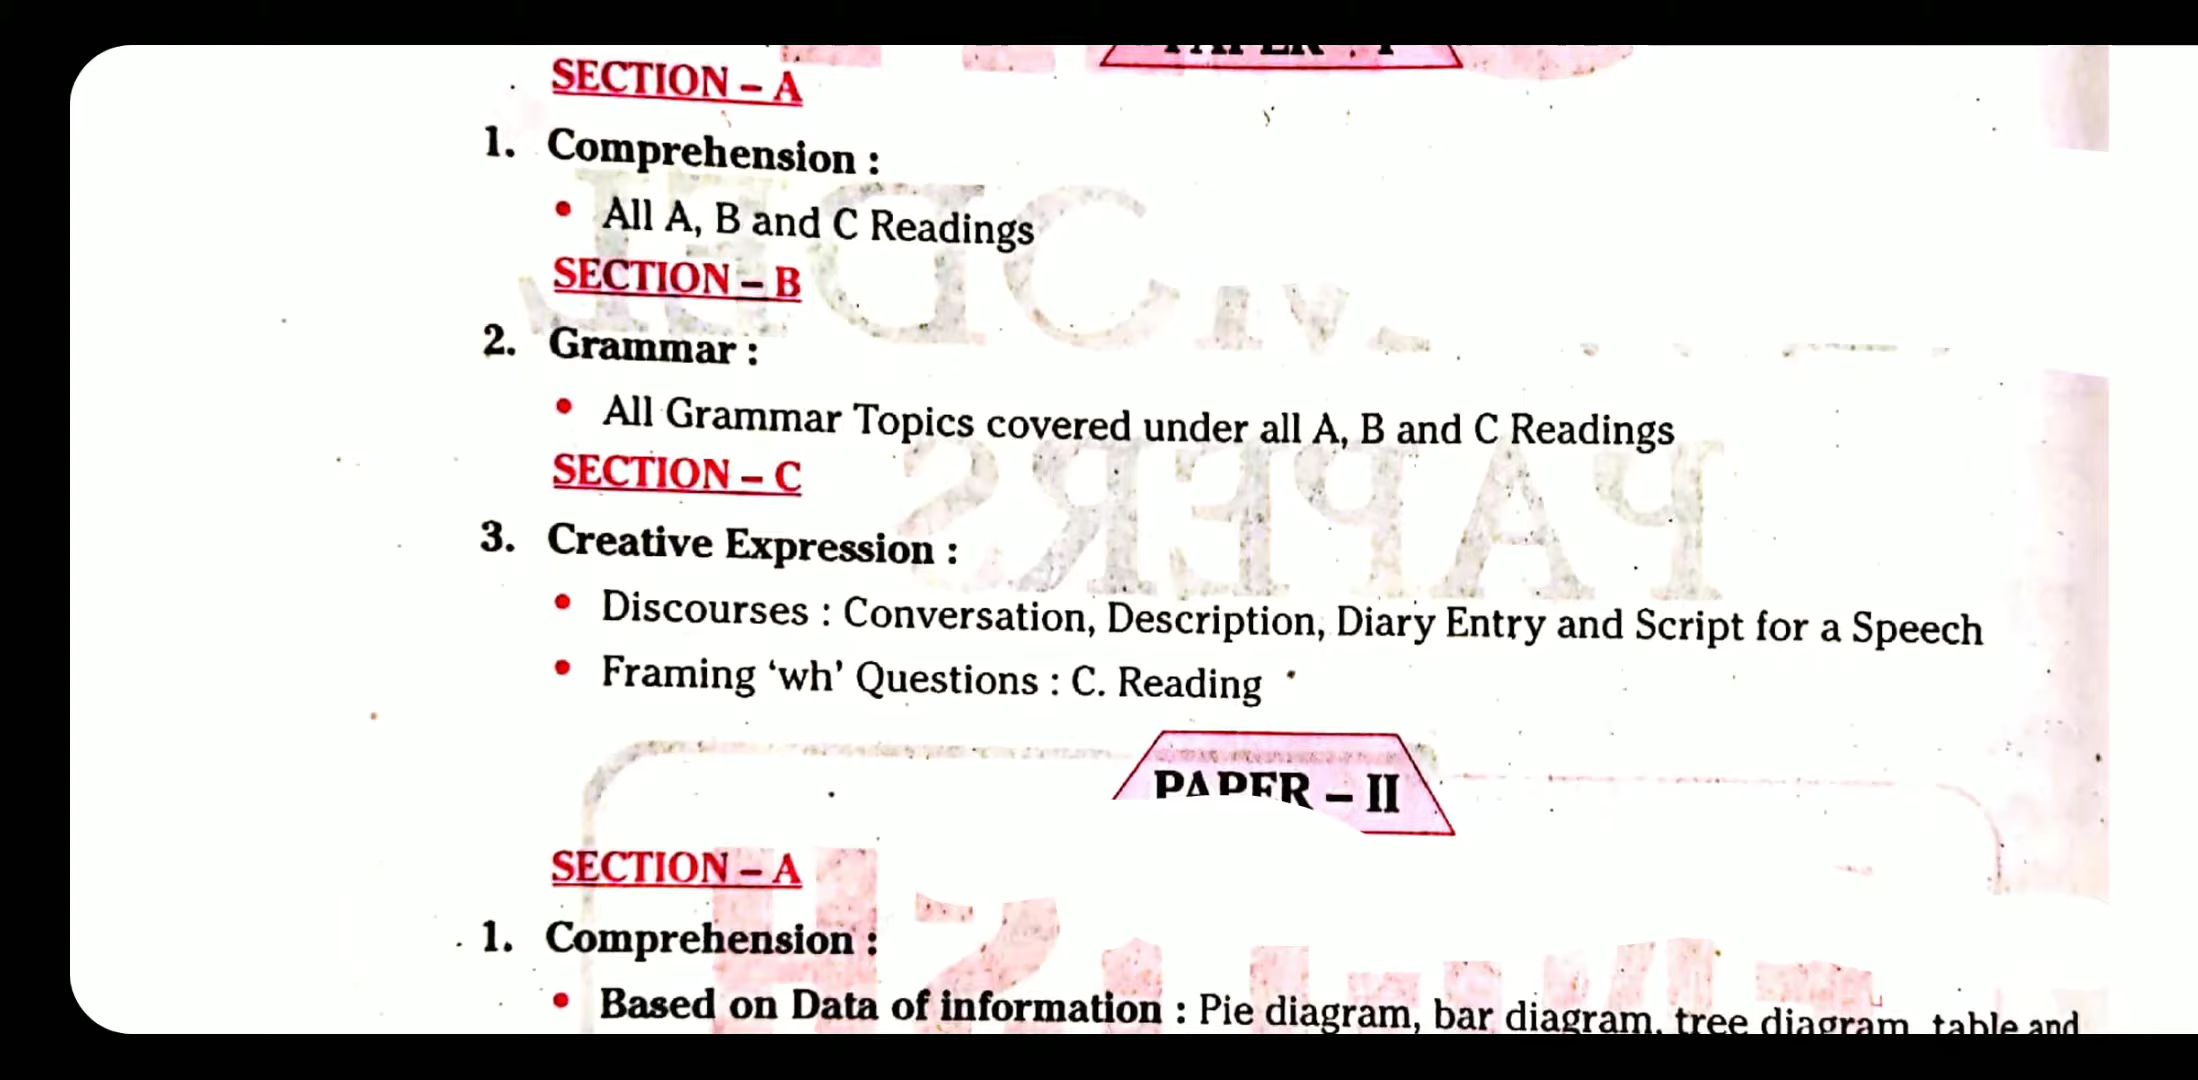 PAPER - I
SECTION – A
1. Comprehension :
• All A, B and C Readings
SECTION – B
2. Grammar :
• All Grammar Topics covered under all A, B and C Readings
SECTION – C
3. Creative Expression :
• Discourses : Conversation, Description, Diary Entry and Script for a Speech
• Framing ‘wh’ Questions : C. Reading
PAPER – II
SECTION – A
1. Comprehension :
• Based on Data of information : Pie diagram, bar diagram, tree diagram, table and